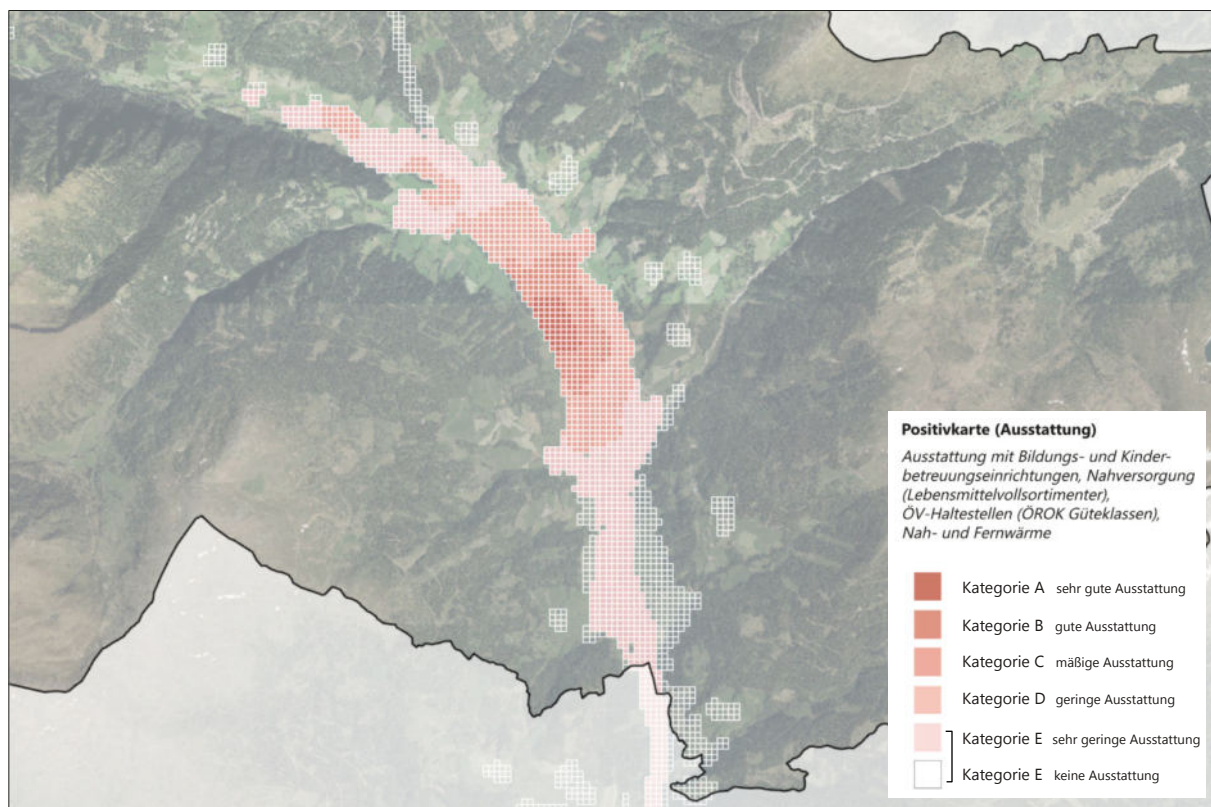 Positivkarte (Ausstattung)
Ausstattung mit Bildungs- und Kinder-
betreuungseinrichtungen, Nahversorgung
(Lebensmittelvollsortimenter),
ÖV-Haltestellen (ÖROK Güteklassen),
Nah- und Fernwärme
Kategorie A sehr gute Ausstattung
Kategorie B gute Ausstattung
Kategorie C mäßige Ausstattung
Kategorie D geringe Ausstattung
Kategorie E sehr geringe Ausstattung
Kategorie E keine Ausstattung